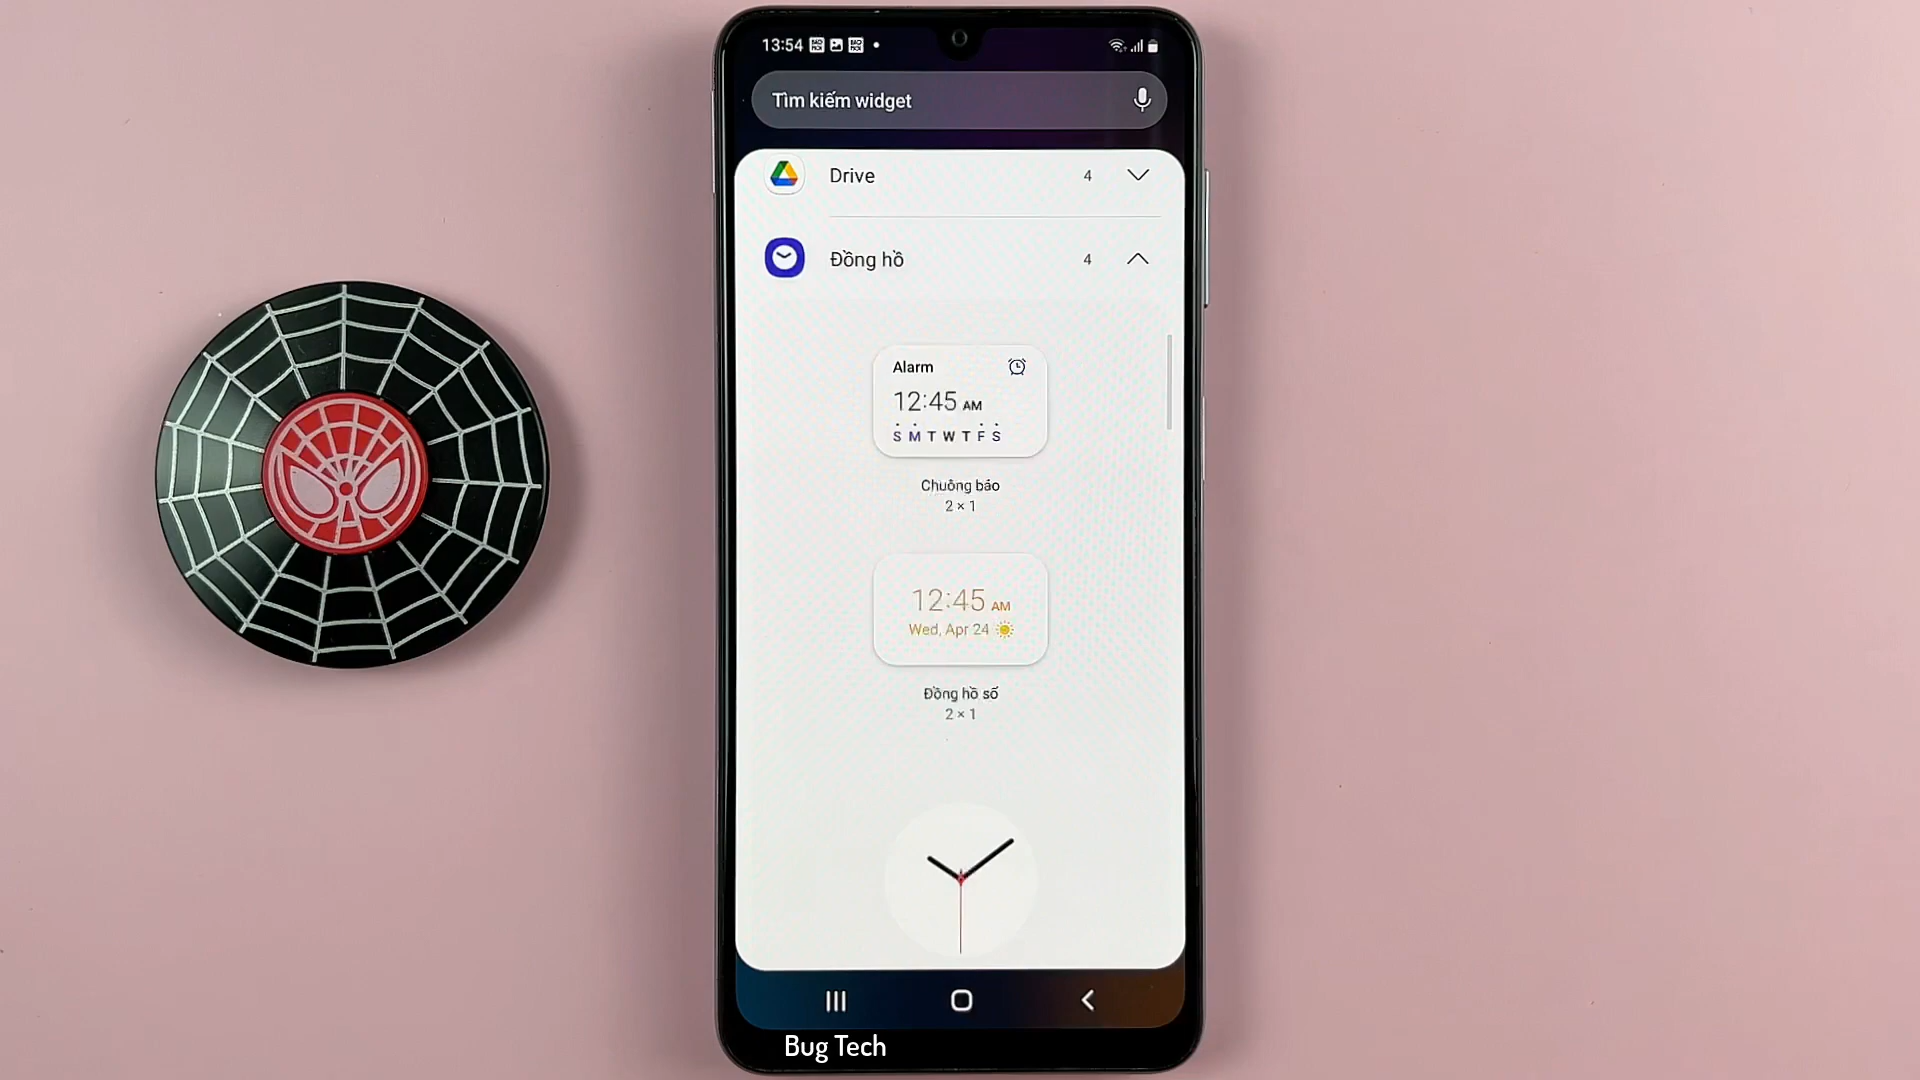 13:54
Tìm kiếm widget
Drive 4
Đồng hồ 4
Alarm
12:45 AM
S M T W T F S
Chuông báo
2 × 1
12:45 AM
Wed, Apr 24
Đồng hồ số
2 × 1
Bug Tech